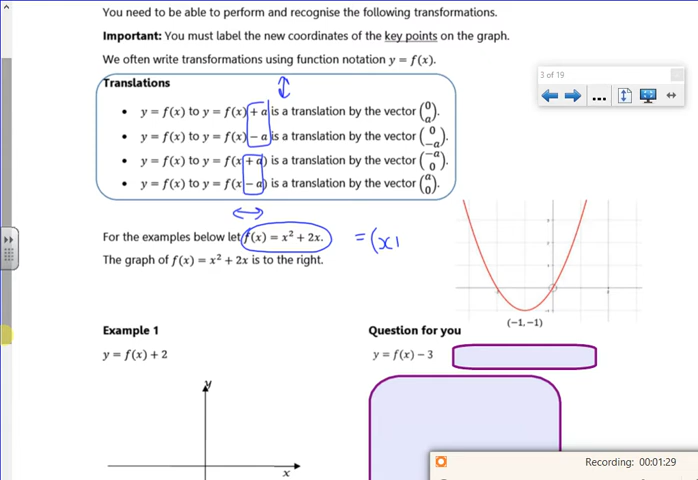 You need to be able to perform and recognise the following transformations.
Important: You must label the new coordinates of the key points on the graph.
We often write transformations using function notation y = f(x).
Translations
• y = f(x) to y = f(x) + a is a translation by the vector (0 a).
• y = f(x) to y = f(x) − a is a translation by the vector (0 −a).
• y = f(x) to y = f(x + a) is a translation by the vector (−a 0).
• y = f(x) to y = f(x − a) is a translation by the vector (a 0).
3 of 19
For the examples below let f(x) = x² + 2x.
= (x
The graph of f(x) = x² + 2x is to the right.
(−1, −1)
Example 1
Question for you
y = f(x) + 2
y = f(x) − 3
y
x
Recording: 00:01:29